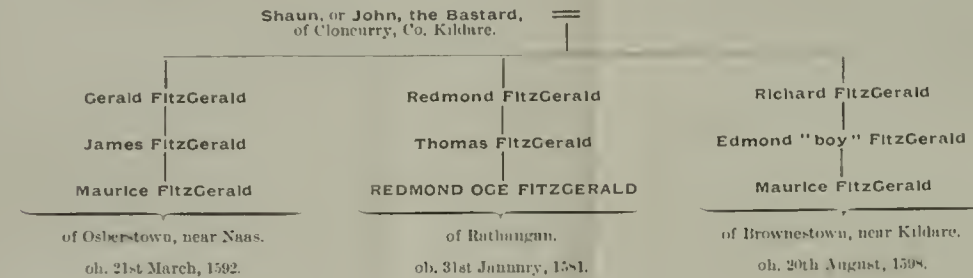 Shaun, or John, the Bastard,
of Cloncurry, Co. Kildare.
Gerald FitzGerald
Redmond FitzGerald
Richard FitzGerald
James FitzGerald
Thomas FitzGerald
Edmond "boy" FitzGerald
Maurice FitzGerald
REDMOND OGE FITZGERALD
Maurice FitzGerald
of Osberstown, near Naas.
of Rathangan.
of Brownestown, near Kildare.
ob. 21st March, 1592.
ob. 31st January, 1581.
ob. 20th August, 1598.